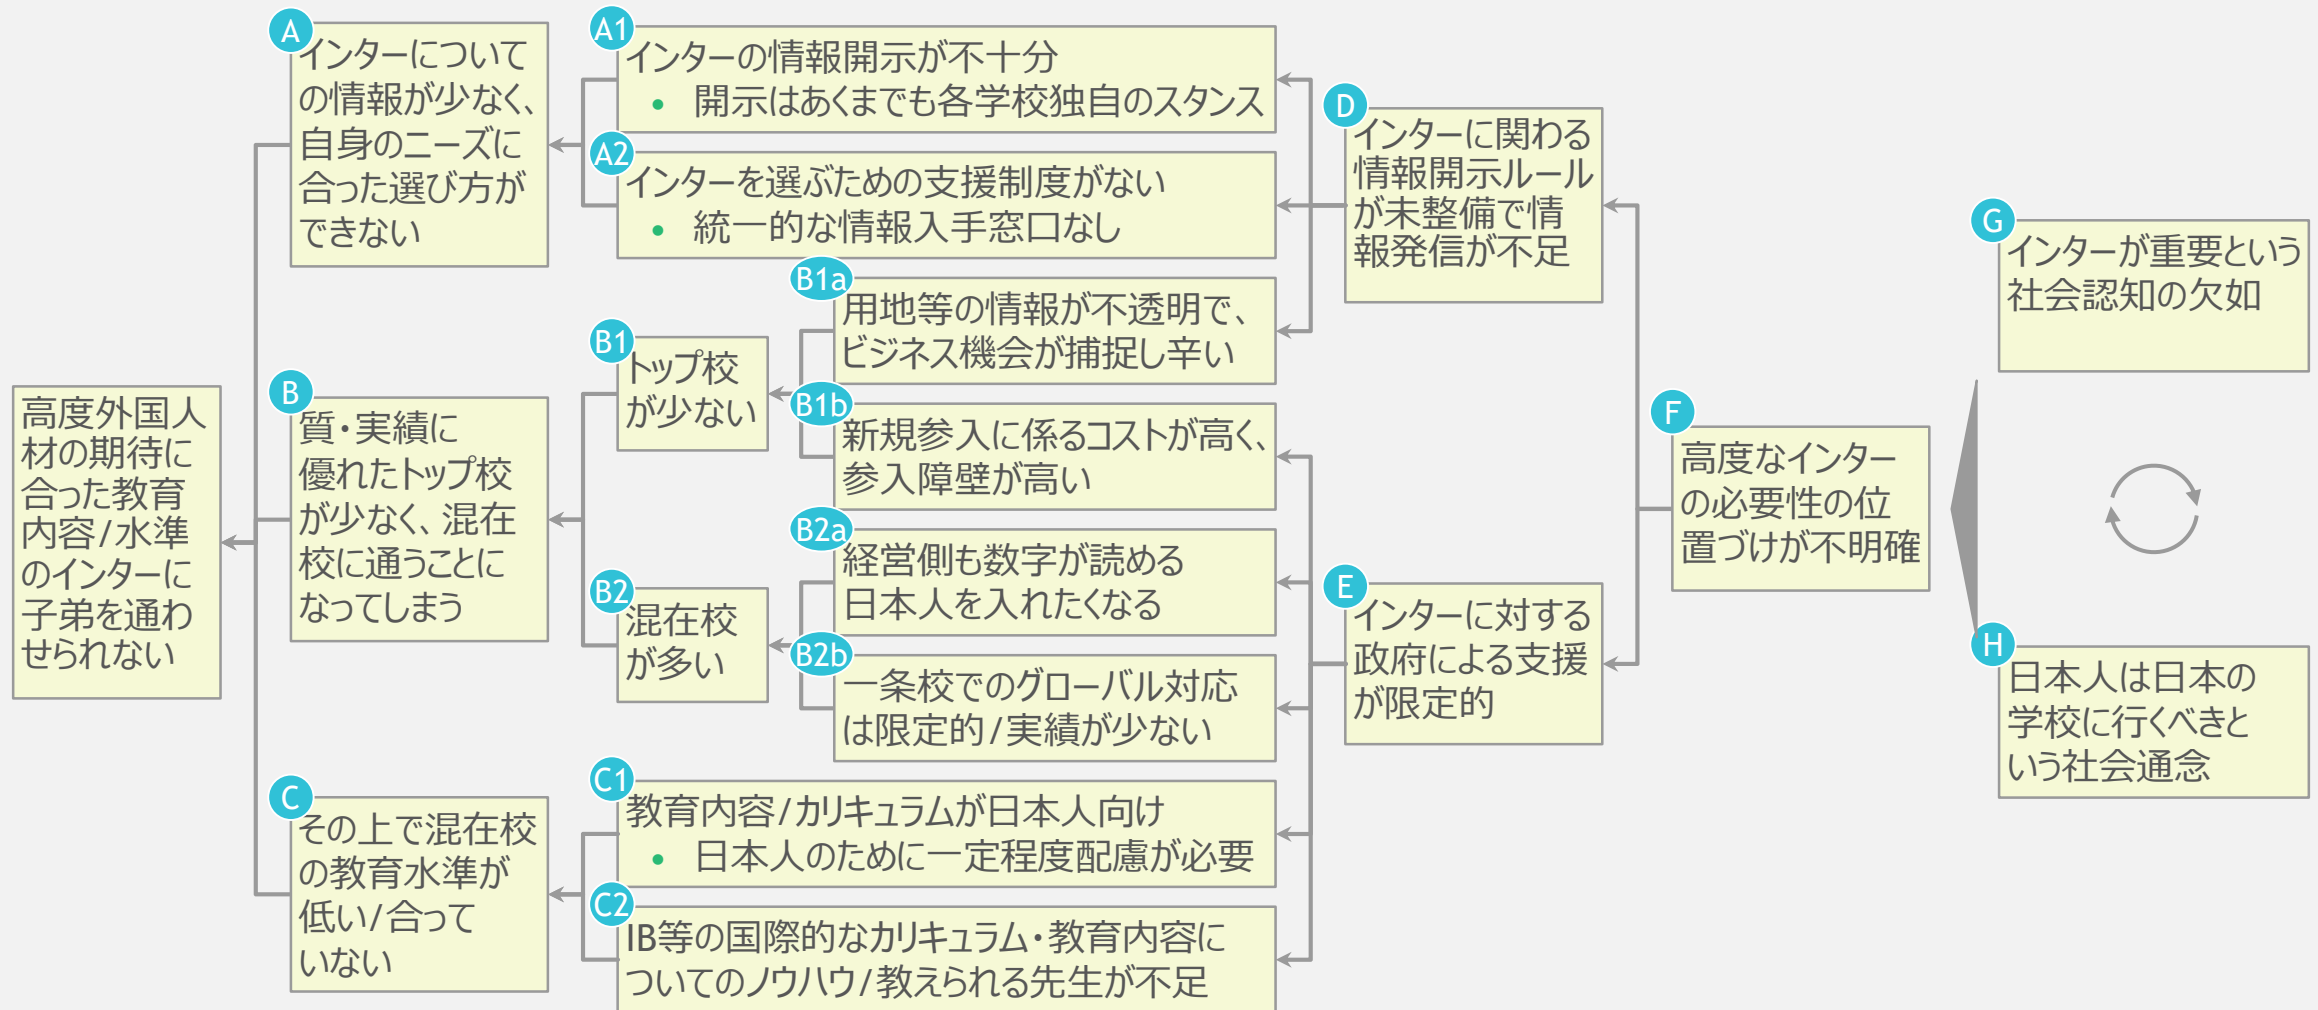 高度外国人
材の期待に
合った教育
内容/水準
のインターに
子弟を通わ
せられない
A
インターについて
の情報が少なく、
自身のニーズに
合った選び方が
できない
B
質・実績に
優れたトップ校
が少なく、混在
校に通うことに
なってしまう
C
その上で混在校
の教育水準が
低い/合って
いない
A1
インターの情報開示が不十分
• 開示はあくまでも各学校独自のスタンス
A2
インターを選ぶための支援制度がない
• 統一的な情報入手窓口なし
B1
トップ校
が少ない
B1a
用地等の情報が不透明で、
ビジネス機会が捕捉し辛い
B1b
新規参入に係るコストが高く、
参入障壁が高い
B2
混在校
が多い
B2a
経営側も数字が読める
日本人を入れたくなる
B2b
一条校でのグローバル対応
は限定的/実績が少ない
C1
教育内容/カリキュラムが日本人向け
• 日本人のために一定程度配慮が必要
C2
IB等の国際的なカリキュラム・教育内容に
ついてのノウハウ/教えられる先生が不足
D
インターに関わる
情報開示ルール
が未整備で情
報発信が不足
E
インターに対する
政府による支援
が限定的
F
高度なインター
の必要性の位
置づけが不明確
G
インターが重要という
社会認知の欠如
H
日本人は日本の
学校に行くべきと
いう社会通念